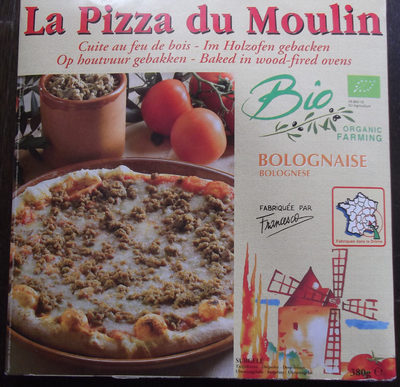 La Pizza du Moulin
Cuite au feu de bois - Im Holzofen gebacken
Op houtvuur gebakken - Baked in wood-fired ovens
Bio
ORGANIC
FARMING
BOLOGNAISE
BOLOGNESE
FABRIQUÉE PAR
Francesco
Fabriquée dans la Drôme
380g e